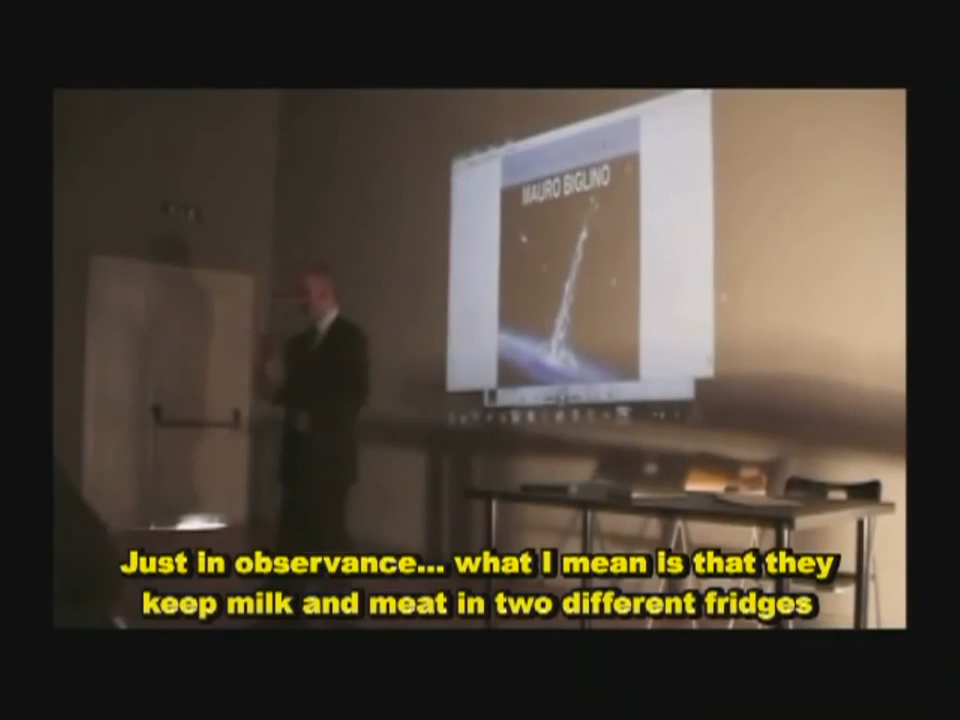 MAURO BIGLINO
Just in observance... what I mean is that they
keep milk and meat in two different fridges